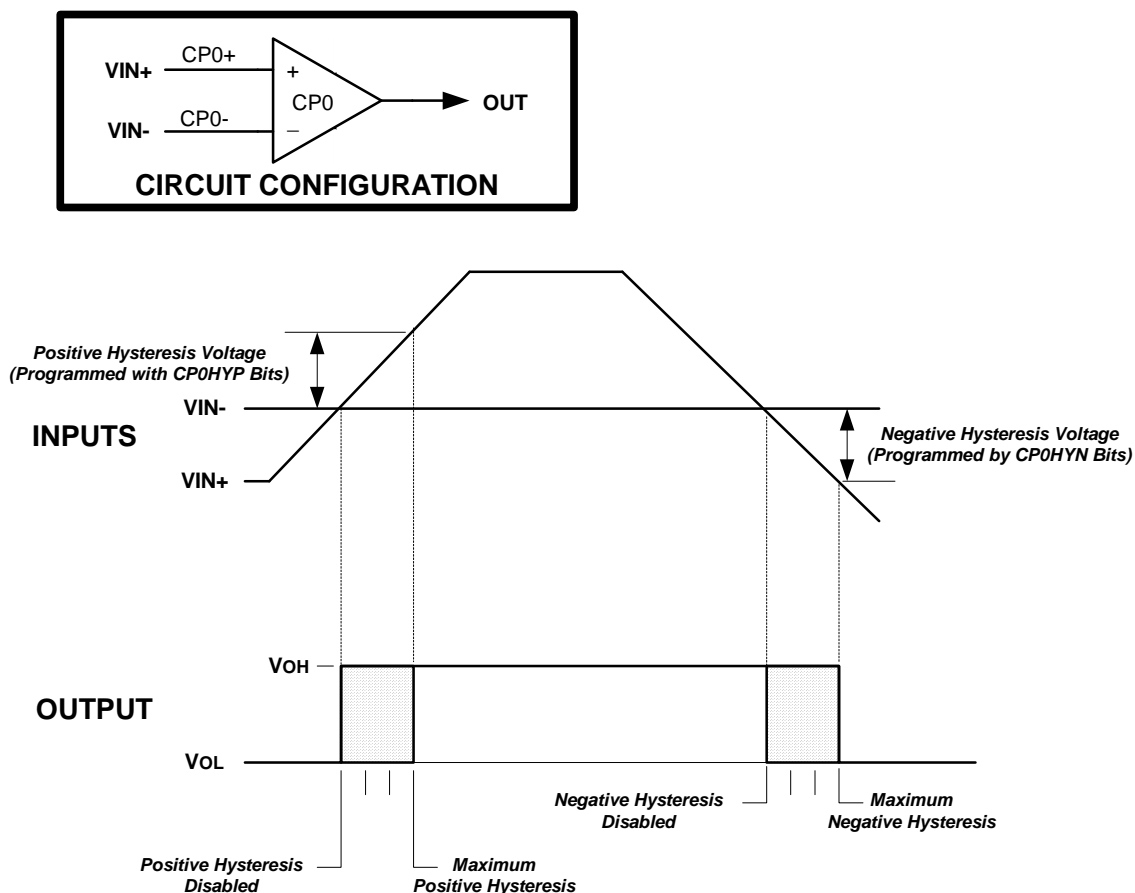 VIN+
CP0+
+
CP0
OUT
VIN-
CP0-
−
CIRCUIT CONFIGURATION
Positive Hysteresis Voltage
(Programmed with CP0HYP Bits)
VIN-
INPUTS
VIN+
Negative Hysteresis Voltage
(Programmed by CP0HYN Bits)
VOH
OUTPUT
VOL
Negative Hysteresis
Disabled
Maximum
Negative Hysteresis
Positive Hysteresis
Disabled
Maximum
Positive Hysteresis